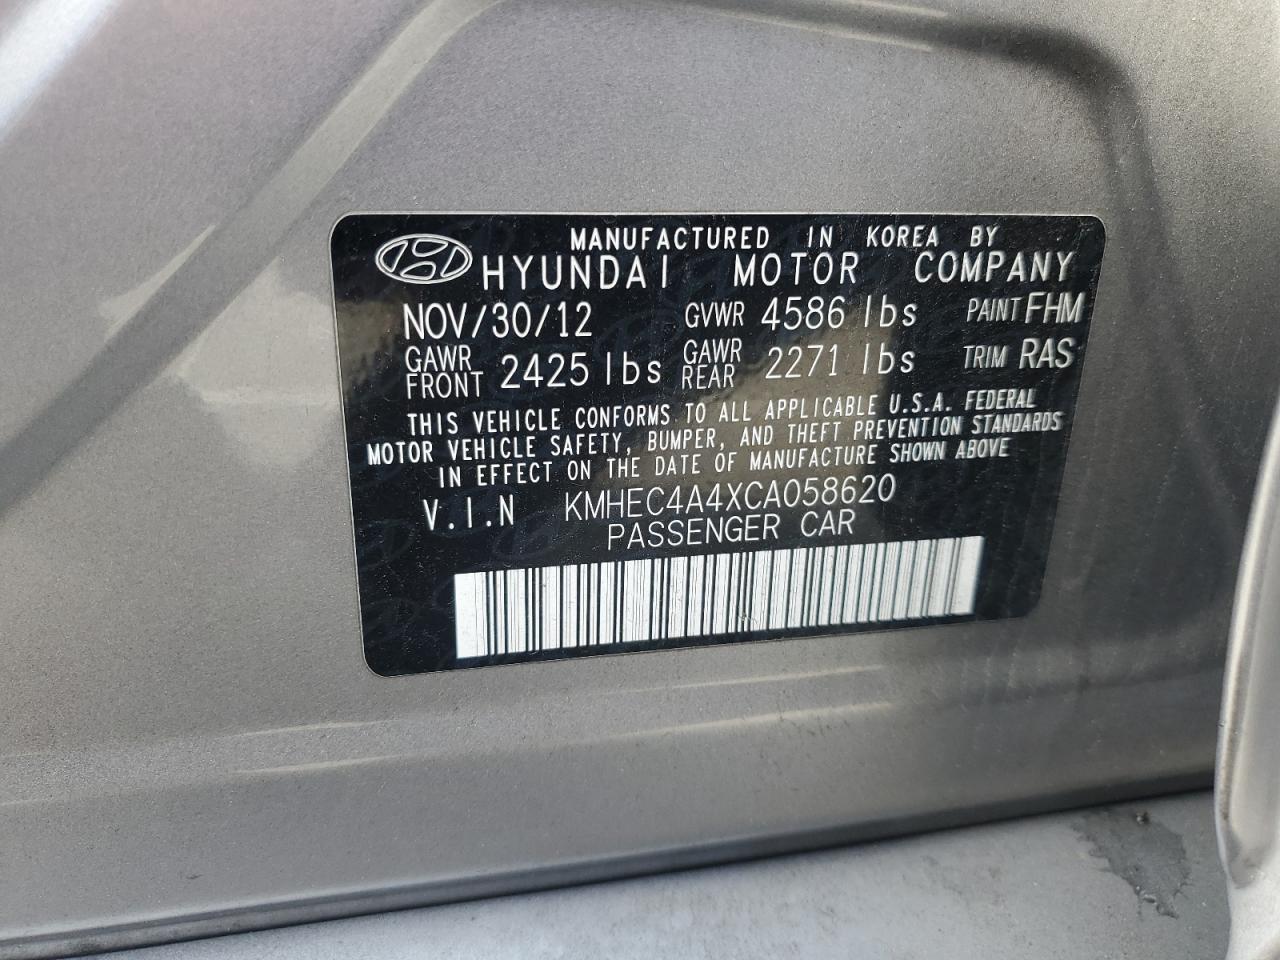 MANUFACTURED IN KOREA BY
HYUNDAI MOTOR COMPANY
NOV/30/12 GVWR 4586 lbs PAINT FHM
GAWR FRONT 2425 lbs GAWR REAR 2271 lbs TRIM RAS
THIS VEHICLE CONFORMS TO ALL APPLICABLE U.S.A. FEDERAL
MOTOR VEHICLE SAFETY, BUMPER, AND THEFT PREVENTION STANDARDS
IN EFFECT ON THE DATE OF MANUFACTURE SHOWN ABOVE
V.I.N KMHEC4A4XCA058620
PASSENGER CAR